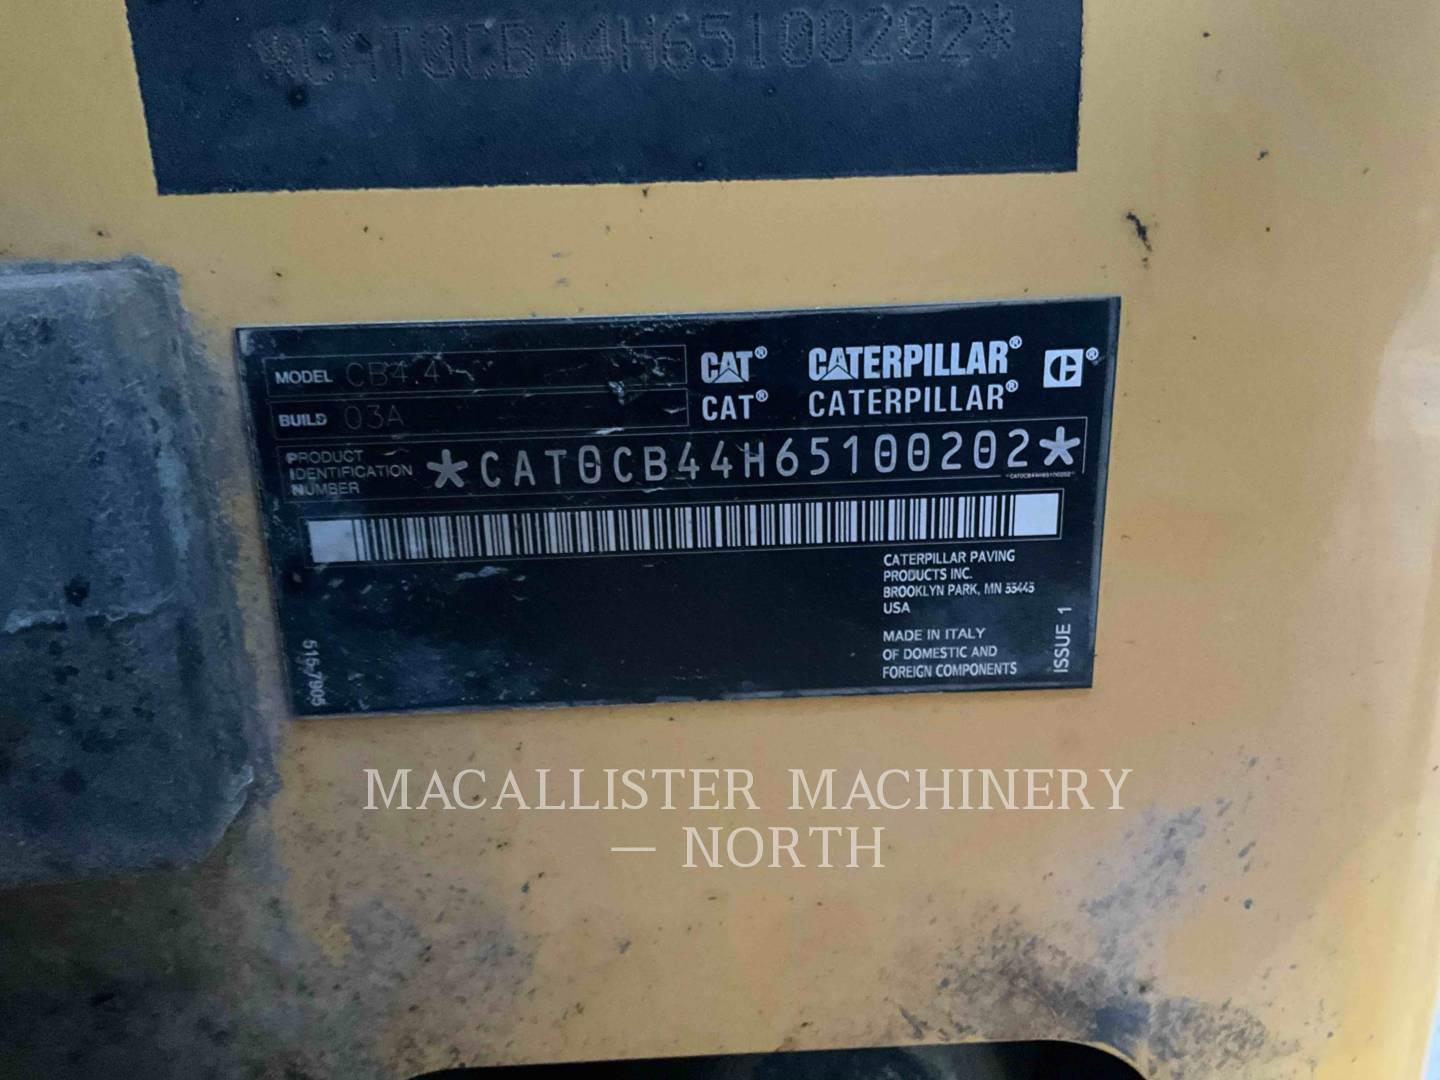 *CAT0CB44H65100202*
MODEL CB4.4
CAT® CATERPILLAR® ®
CAT® CATERPILLAR®
BUILD 03A
PRODUCT
IDENTIFICATION
NUMBER
*CAT0CB44H65100202*
*CAT0CB44H65100202*
CATERPILLAR PAVING
PRODUCTS INC.
BROOKLYN PARK, MN 55445
USA
MADE IN ITALY
OF DOMESTIC AND
FOREIGN COMPONENTS
ISSUE 1
515-7905
MACALLISTER MACHINERY
— NORTH